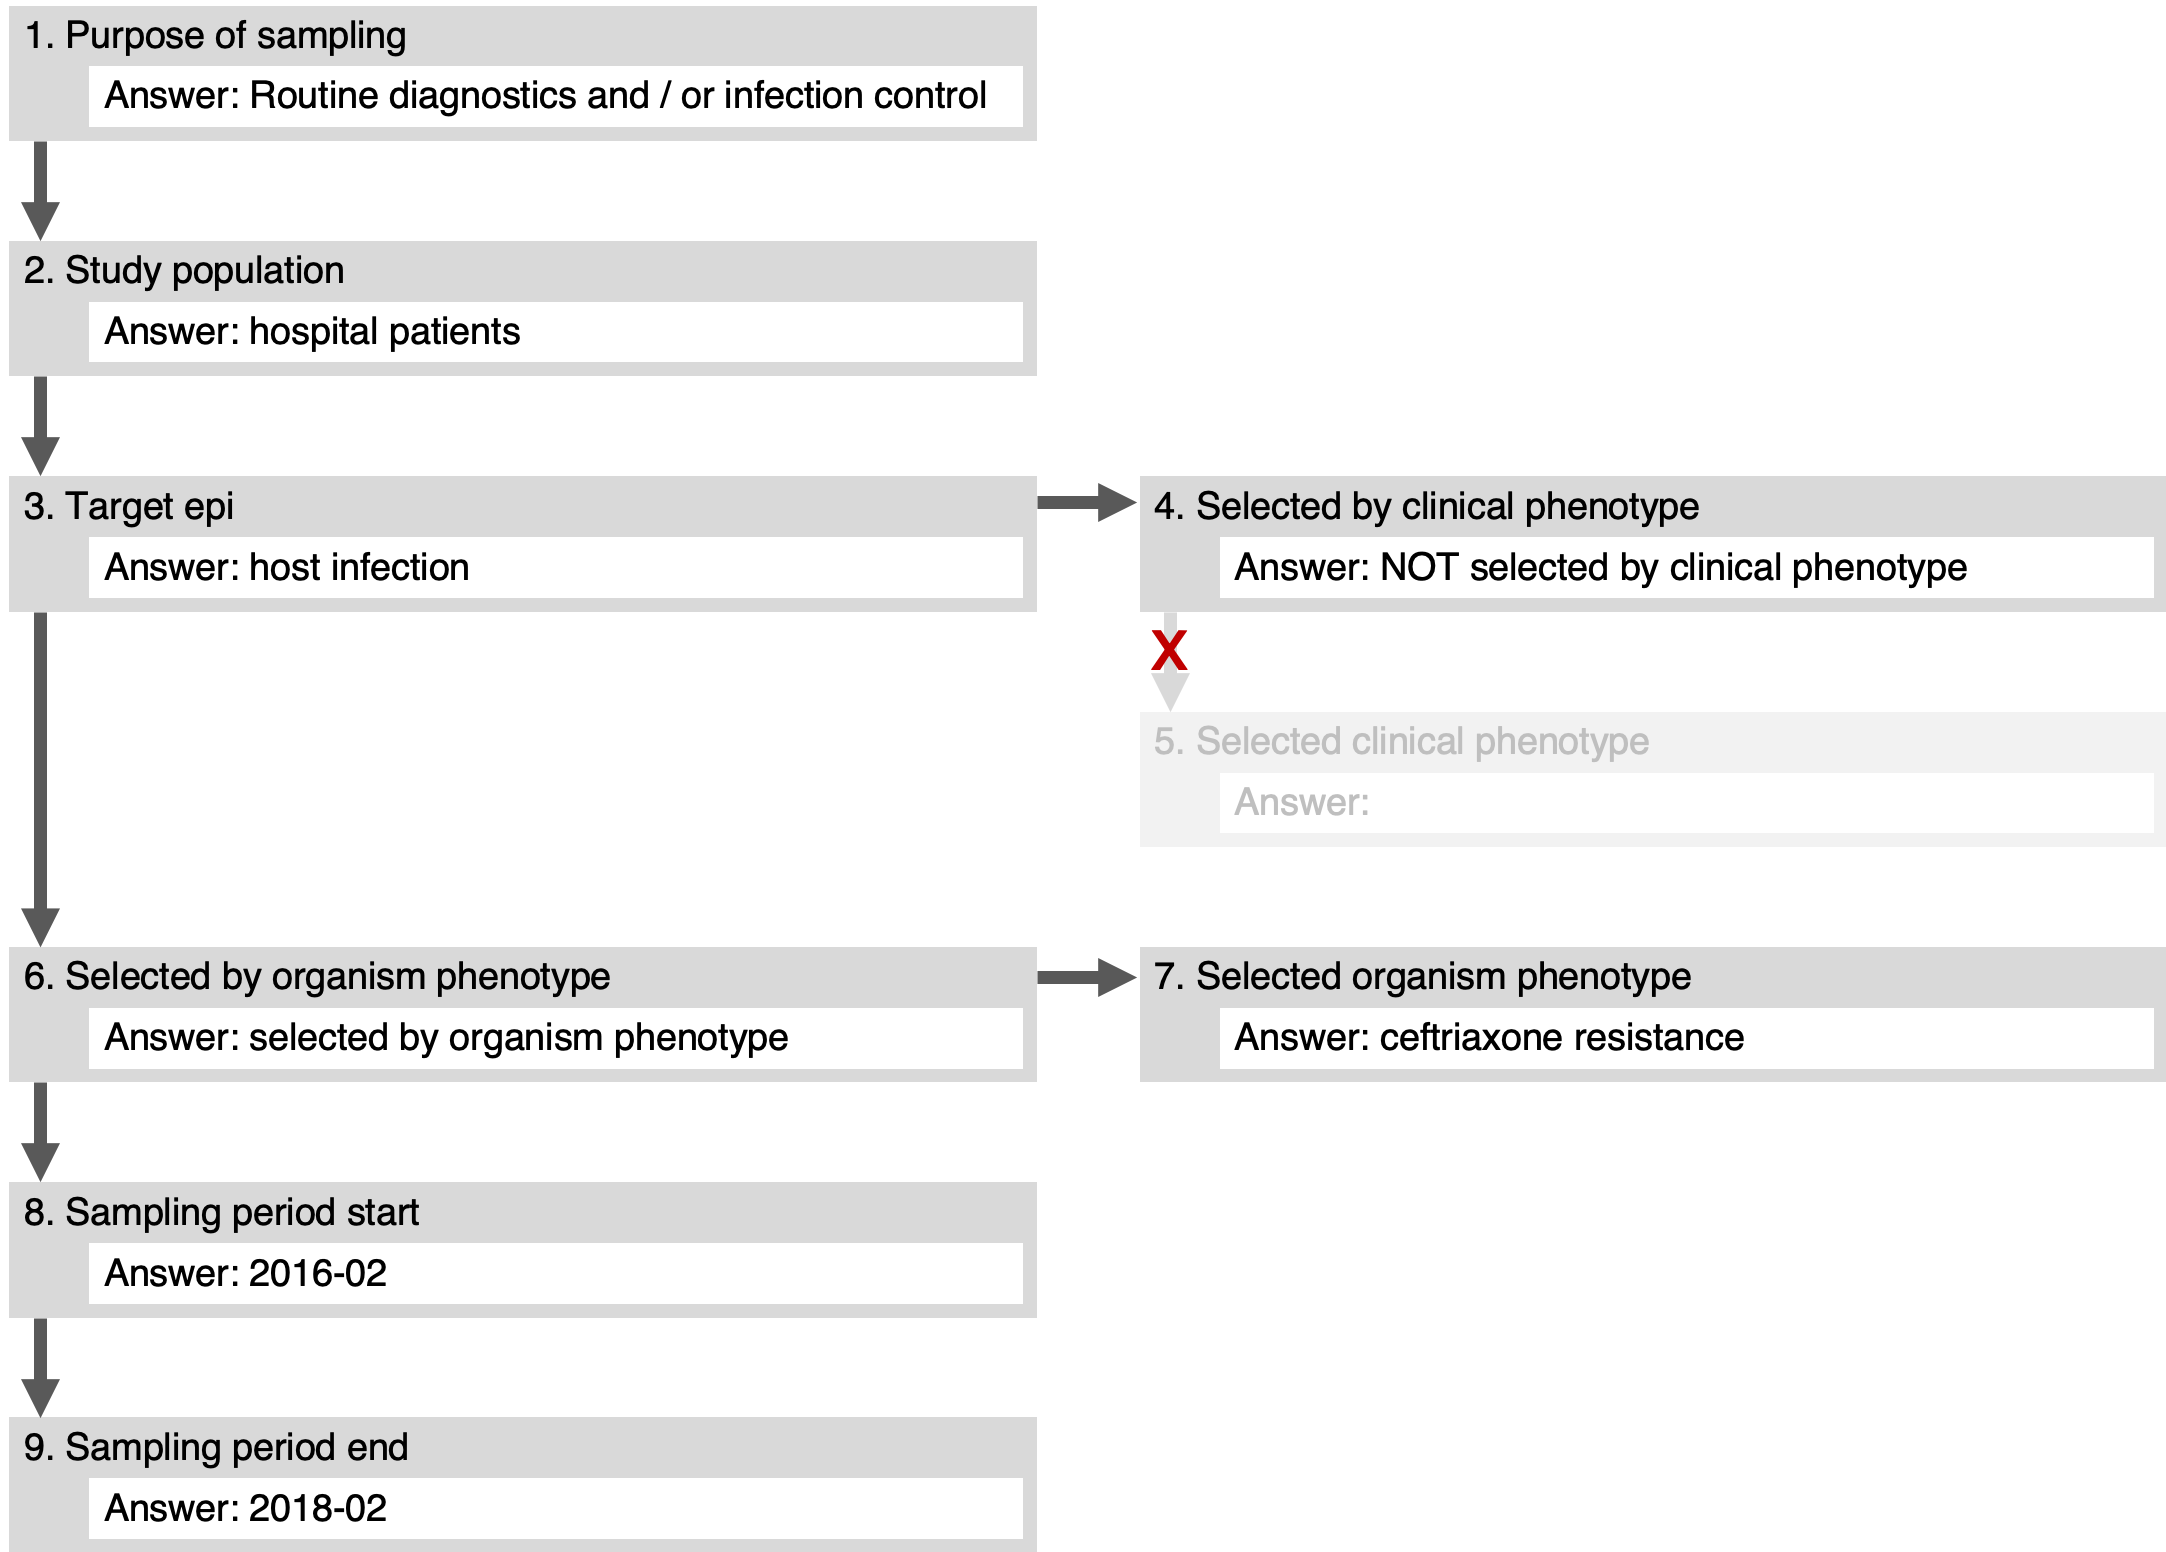 1. Purpose of sampling
Answer: Routine diagnostics and / or infection control
2. Study population
Answer: hospital patients
3. Target epi
Answer: host infection
4. Selected by clinical phenotype
Answer: NOT selected by clinical phenotype
X
5. Selected clinical phenotype
Answer:
6. Selected by organism phenotype
Answer: selected by organism phenotype
7. Selected organism phenotype
Answer: ceftriaxone resistance
8. Sampling period start
Answer: 2016-02
9. Sampling period end
Answer: 2018-02